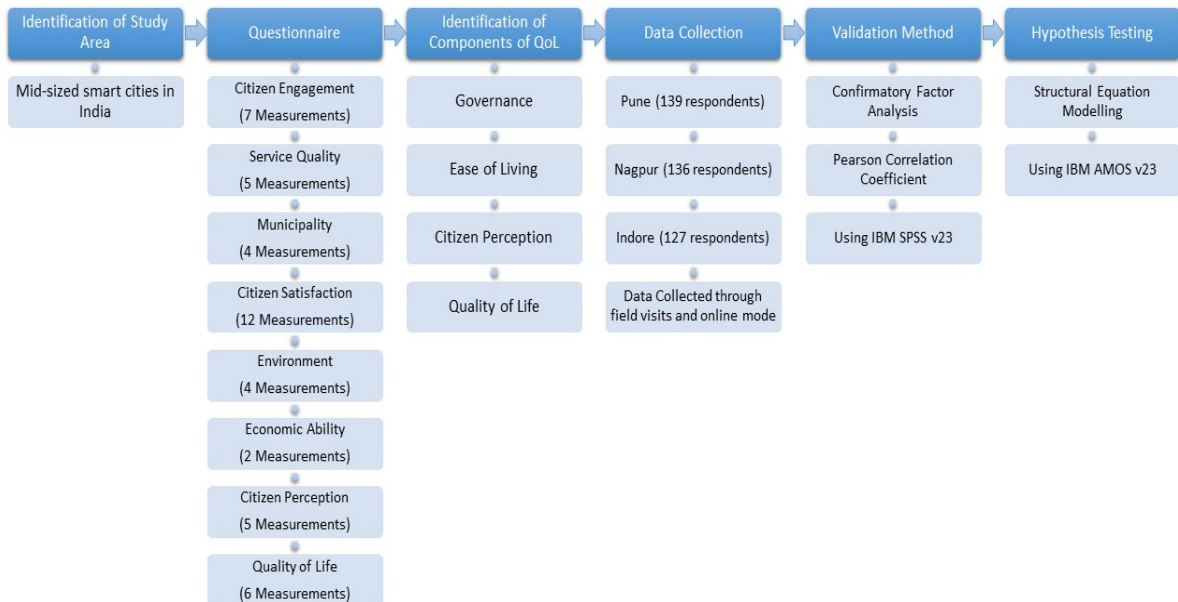 Identification of Study
Area
Mid-sized smart cities in
India
Questionnaire
Citizen Engagement
(7 Measurements)
Service Quality
(5 Measurements)
Municipality
(4 Measurements)
Citizen Satisfaction
(12 Measurements)
Environment
(4 Measurements)
Economic Ability
(2 Measurements)
Citizen Perception
(5 Measurements)
Quality of Life
(6 Measurements)
Identification of
Components of QoL
Governance
Ease of Living
Citizen Perception
Quality of Life
Data Collection
Pune (139 respondents)
Nagpur (136 respondents)
Indore (127 respondents)
Data Collected through
field visits and online mode
Validation Method
Confirmatory Factor
Analysis
Pearson Correlation
Coefficient
Using IBM SPSS v23
Hypothesis Testing
Structural Equation
Modelling
Using IBM AMOS v23